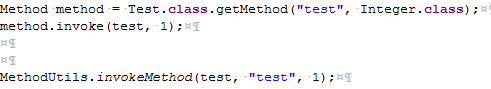 Method method = Test.class.getMethod("test", Integer.class);¤¶
method.invoke(test, 1);¤¶
¤¶
¤¶
MethodUtils.invokeMethod(test, "test", 1);¤¶